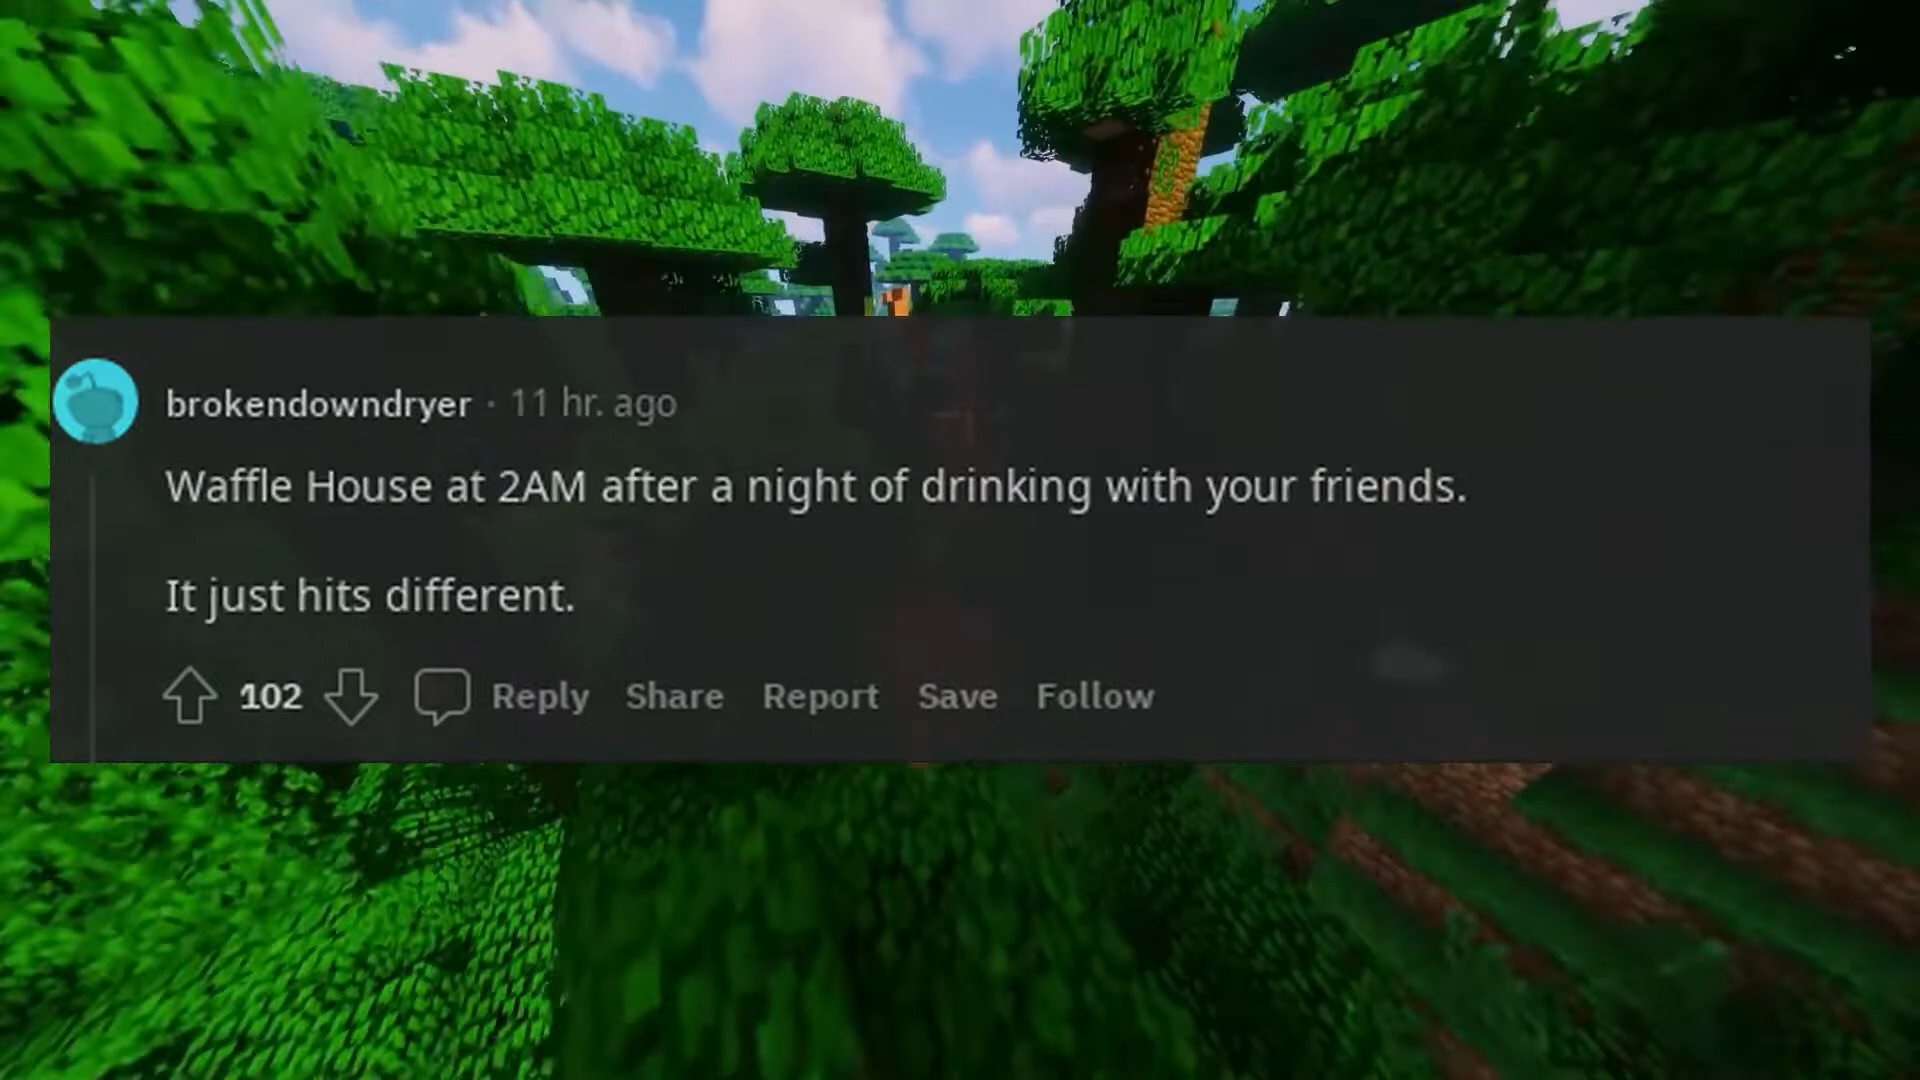 brokendowndryer · 11 hr. ago
Waffle House at 2AM after a night of drinking with your friends.
It just hits different.
102 Reply Share Report Save Follow